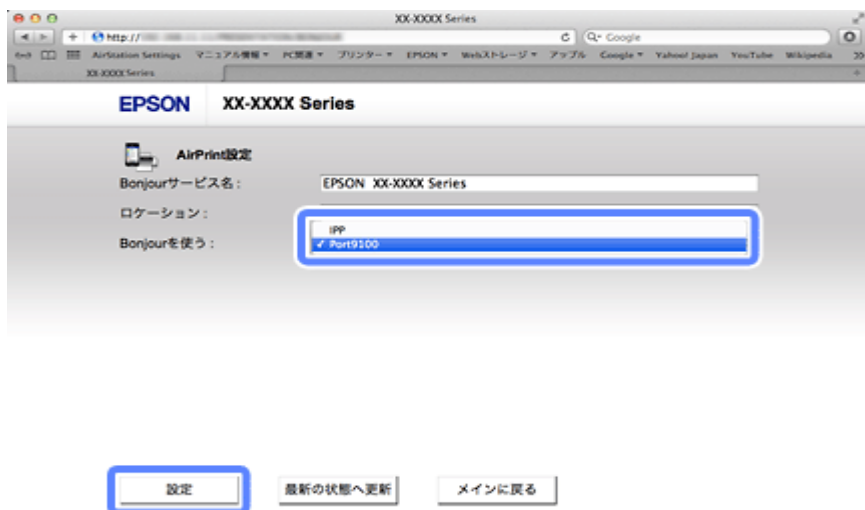 XX-XXXX Series
http://
Google
AirStation Settings マニュアル情報 PC関連 プリンター EPSON Webストレージ アップル Google Yahoo! Japan YouTube Wikipedia
XX-XXXX Series
EPSON XX-XXXX Series
AirPrint設定
Bonjourサービス名: EPSON XX-XXXX Series
ロケーション:
IPP
Bonjourを使う: ✓ Port9100
設定 最新の状態へ更新 メインに戻る